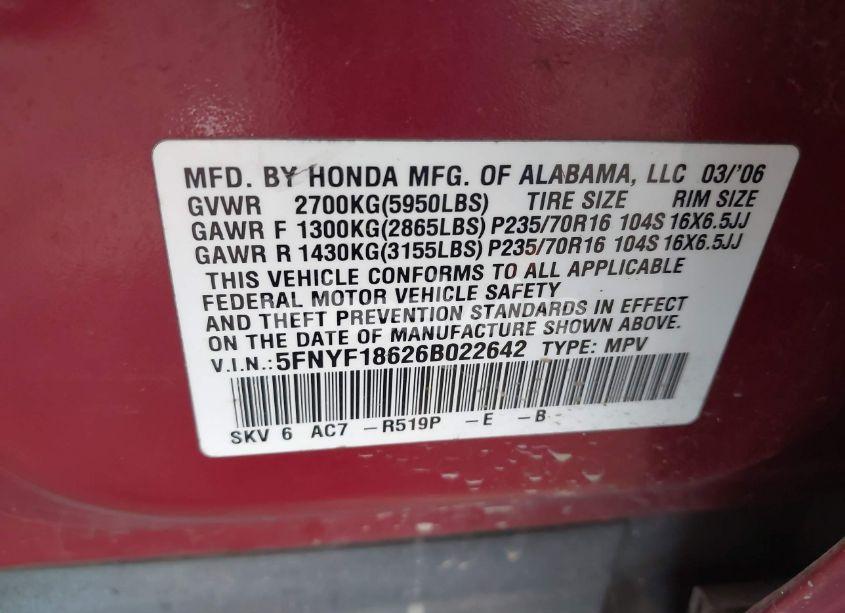 MFD. BY HONDA MFG. OF ALABAMA, LLC 03/'06
GVWR 2700KG(5950LBS) TIRE SIZE RIM SIZE
GAWR F 1300KG(2865LBS) P235/70R16 104S 16X6.5JJ
GAWR R 1430KG(3155LBS) P235/70R16 104S 16X6.5JJ
THIS VEHICLE CONFORMS TO ALL APPLICABLE
FEDERAL MOTOR VEHICLE SAFETY
AND THEFT PREVENTION STANDARDS IN EFFECT
ON THE DATE OF MANUFACTURE SHOWN ABOVE.
V.I.N.:5FNYF18626B022642 TYPE: MPV
SKV 6 AC7 -R519P -E -B-